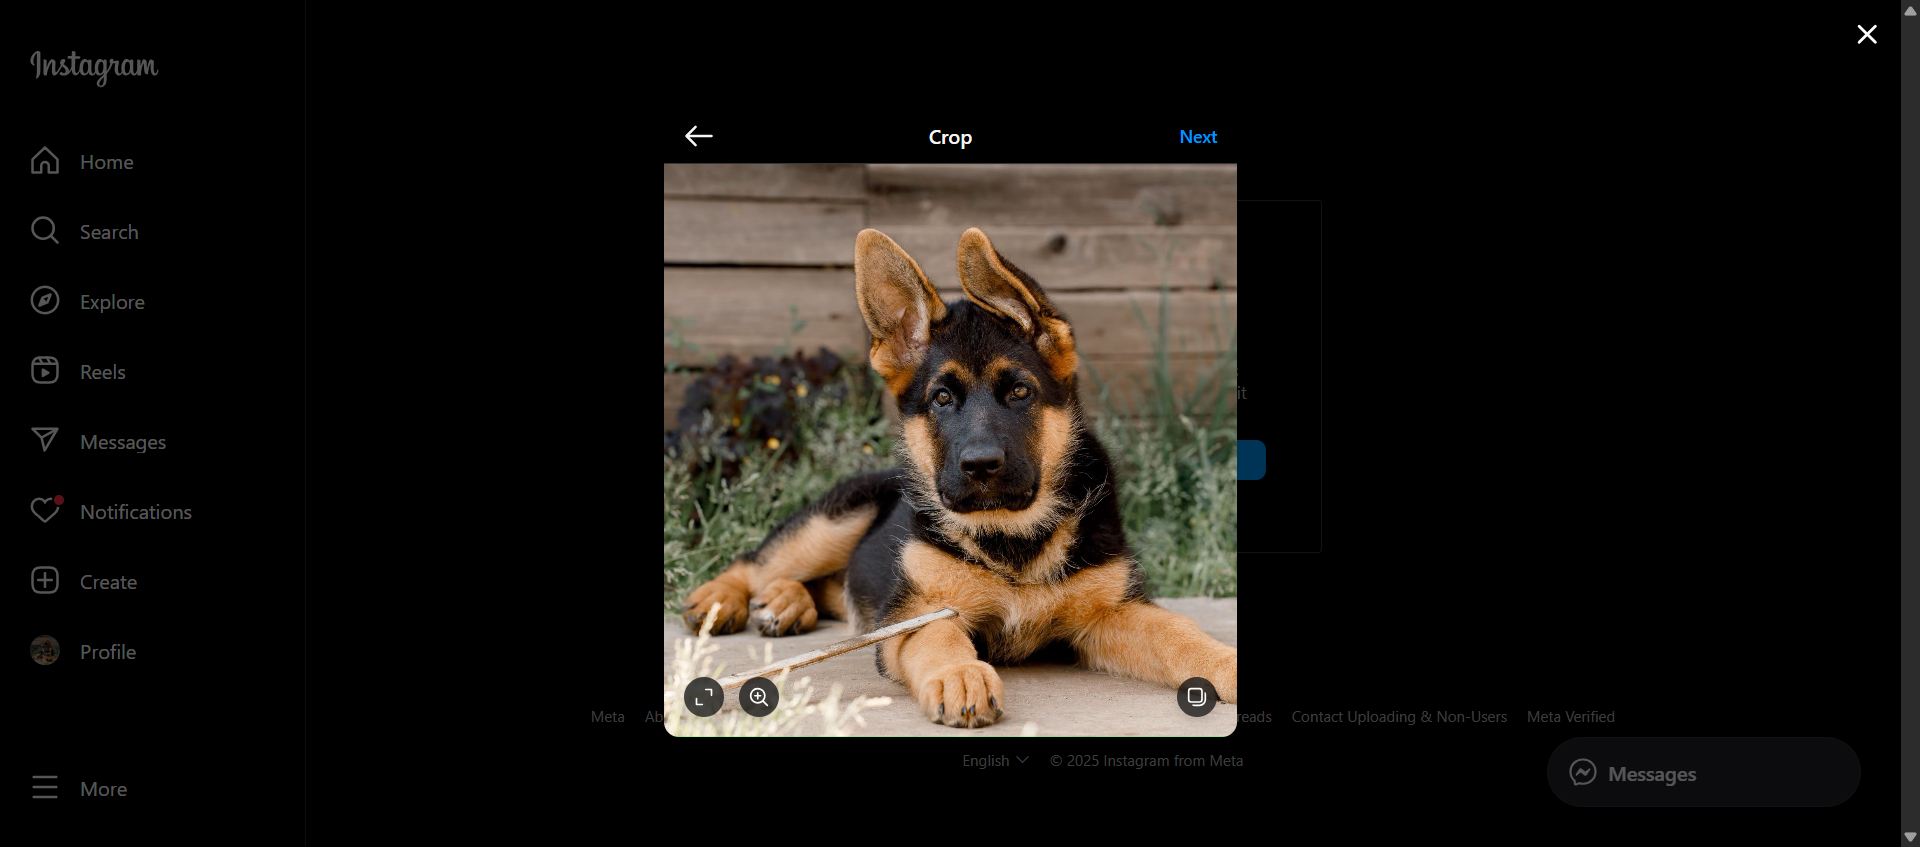 Instagram
Home
Search
Explore
Reels
Messages
Notifications
Create
Profile
More
Crop
Next
it
Meta
Ab
reads
Contact Uploading & Non-Users
Meta Verified
English
© 2025 Instagram from Meta
Messages